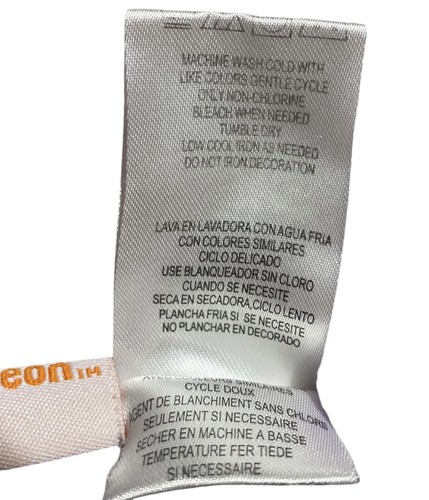 MACHINE WASH COLD WITH
LIKE COLORS GENTLE CYCLE
ONLY NON-CHLORINE
BLEACH WHEN NEEDED
TUMBLE DRY
LOW COOL IRON AS NEEDED
DO NOT IRON DECORATION
LAVA EN LAVADORA CON AGUA FRIA
CON COLORES SIMILARES
CICLO DELICADO
USE BLANQUEADOR SIN CLORO
CUANDO SE NECESITE
SECA EN SECADORA, CICLO LENTO
PLANCHA FRIA SI SE NECESITE
NO PLANCHAR EN DECORADO
eon™
AVEC COULEURS SIMILAIRES
CYCLE DOUX
AGENT DE BLANCHIMENT SANS CHLORE
SEULEMENT SI NECESSAIRE
SECHER EN MACHINE A BASSE
TEMPERATURE FER TIEDE
SI NECESSAIRE